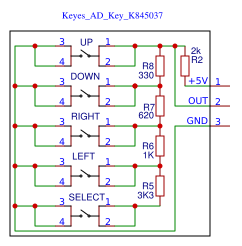 Keyes_AD_Key_K845037
3 UP 1
4 2
R8
330
2k
R2
+5V 1
3 DOWN 1
4 2
R7
620
OUT 2
3 RIGHT 1
4 2
GND 3
R6
1K
3 LEFT 1
4 2
R5
3K3
3 SELECT 1
4 2